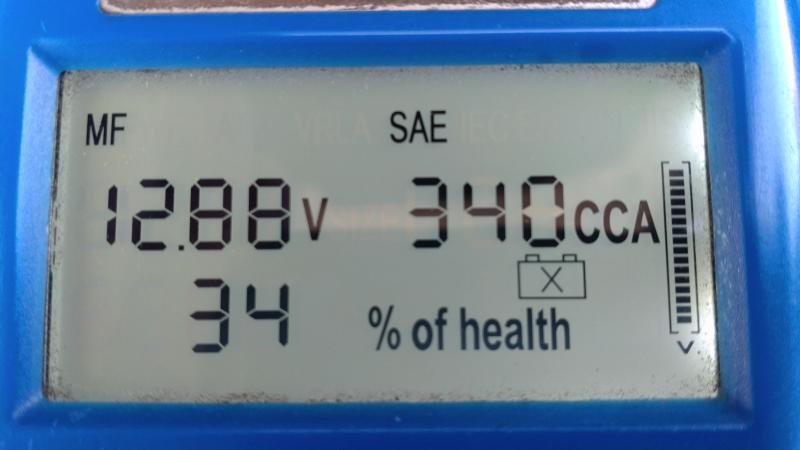 MF SAE
12.88 V 340 CCA
34 % of health
V